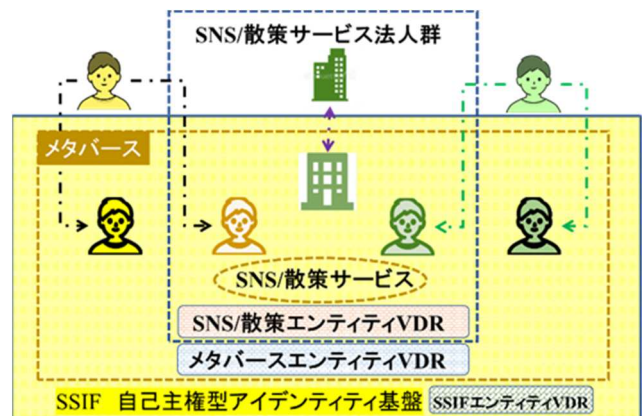 SNS/散策サービス法人群
メタバース
SNS/散策サービス
SNS/散策エンティティVDR
メタバースエンティティVDR
SSIF 自己主権型アイデンティティ基盤
SSIFエンティティVDR